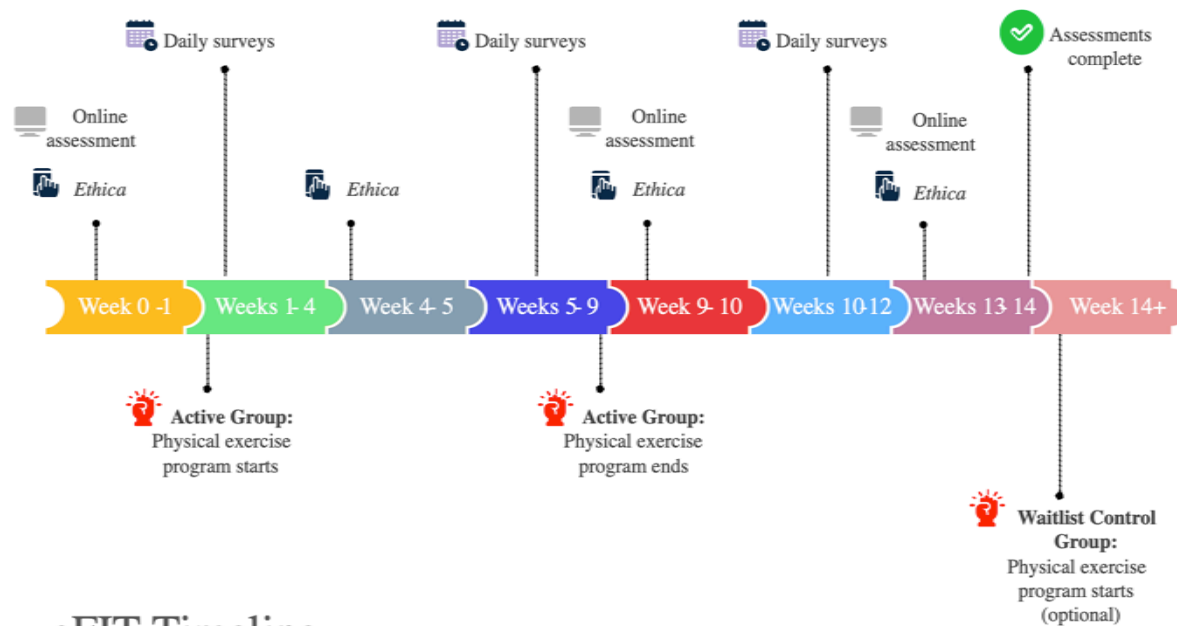 Daily surveys
Daily surveys
Daily surveys
Assessments
complete
Online
assessment
Online
assessment
Online
assessment
Ethica
Ethica
Ethica
Ethica
Week 0 -1
Weeks 1- 4
Week 4- 5
Weeks 5- 9
Week 9- 10
Weeks 10-12
Weeks 13- 14
Week 14+
Active Group:
Physical exercise
program starts
Active Group:
Physical exercise
program ends
Waitlist Control
Group:
Physical exercise
program starts
(optional)